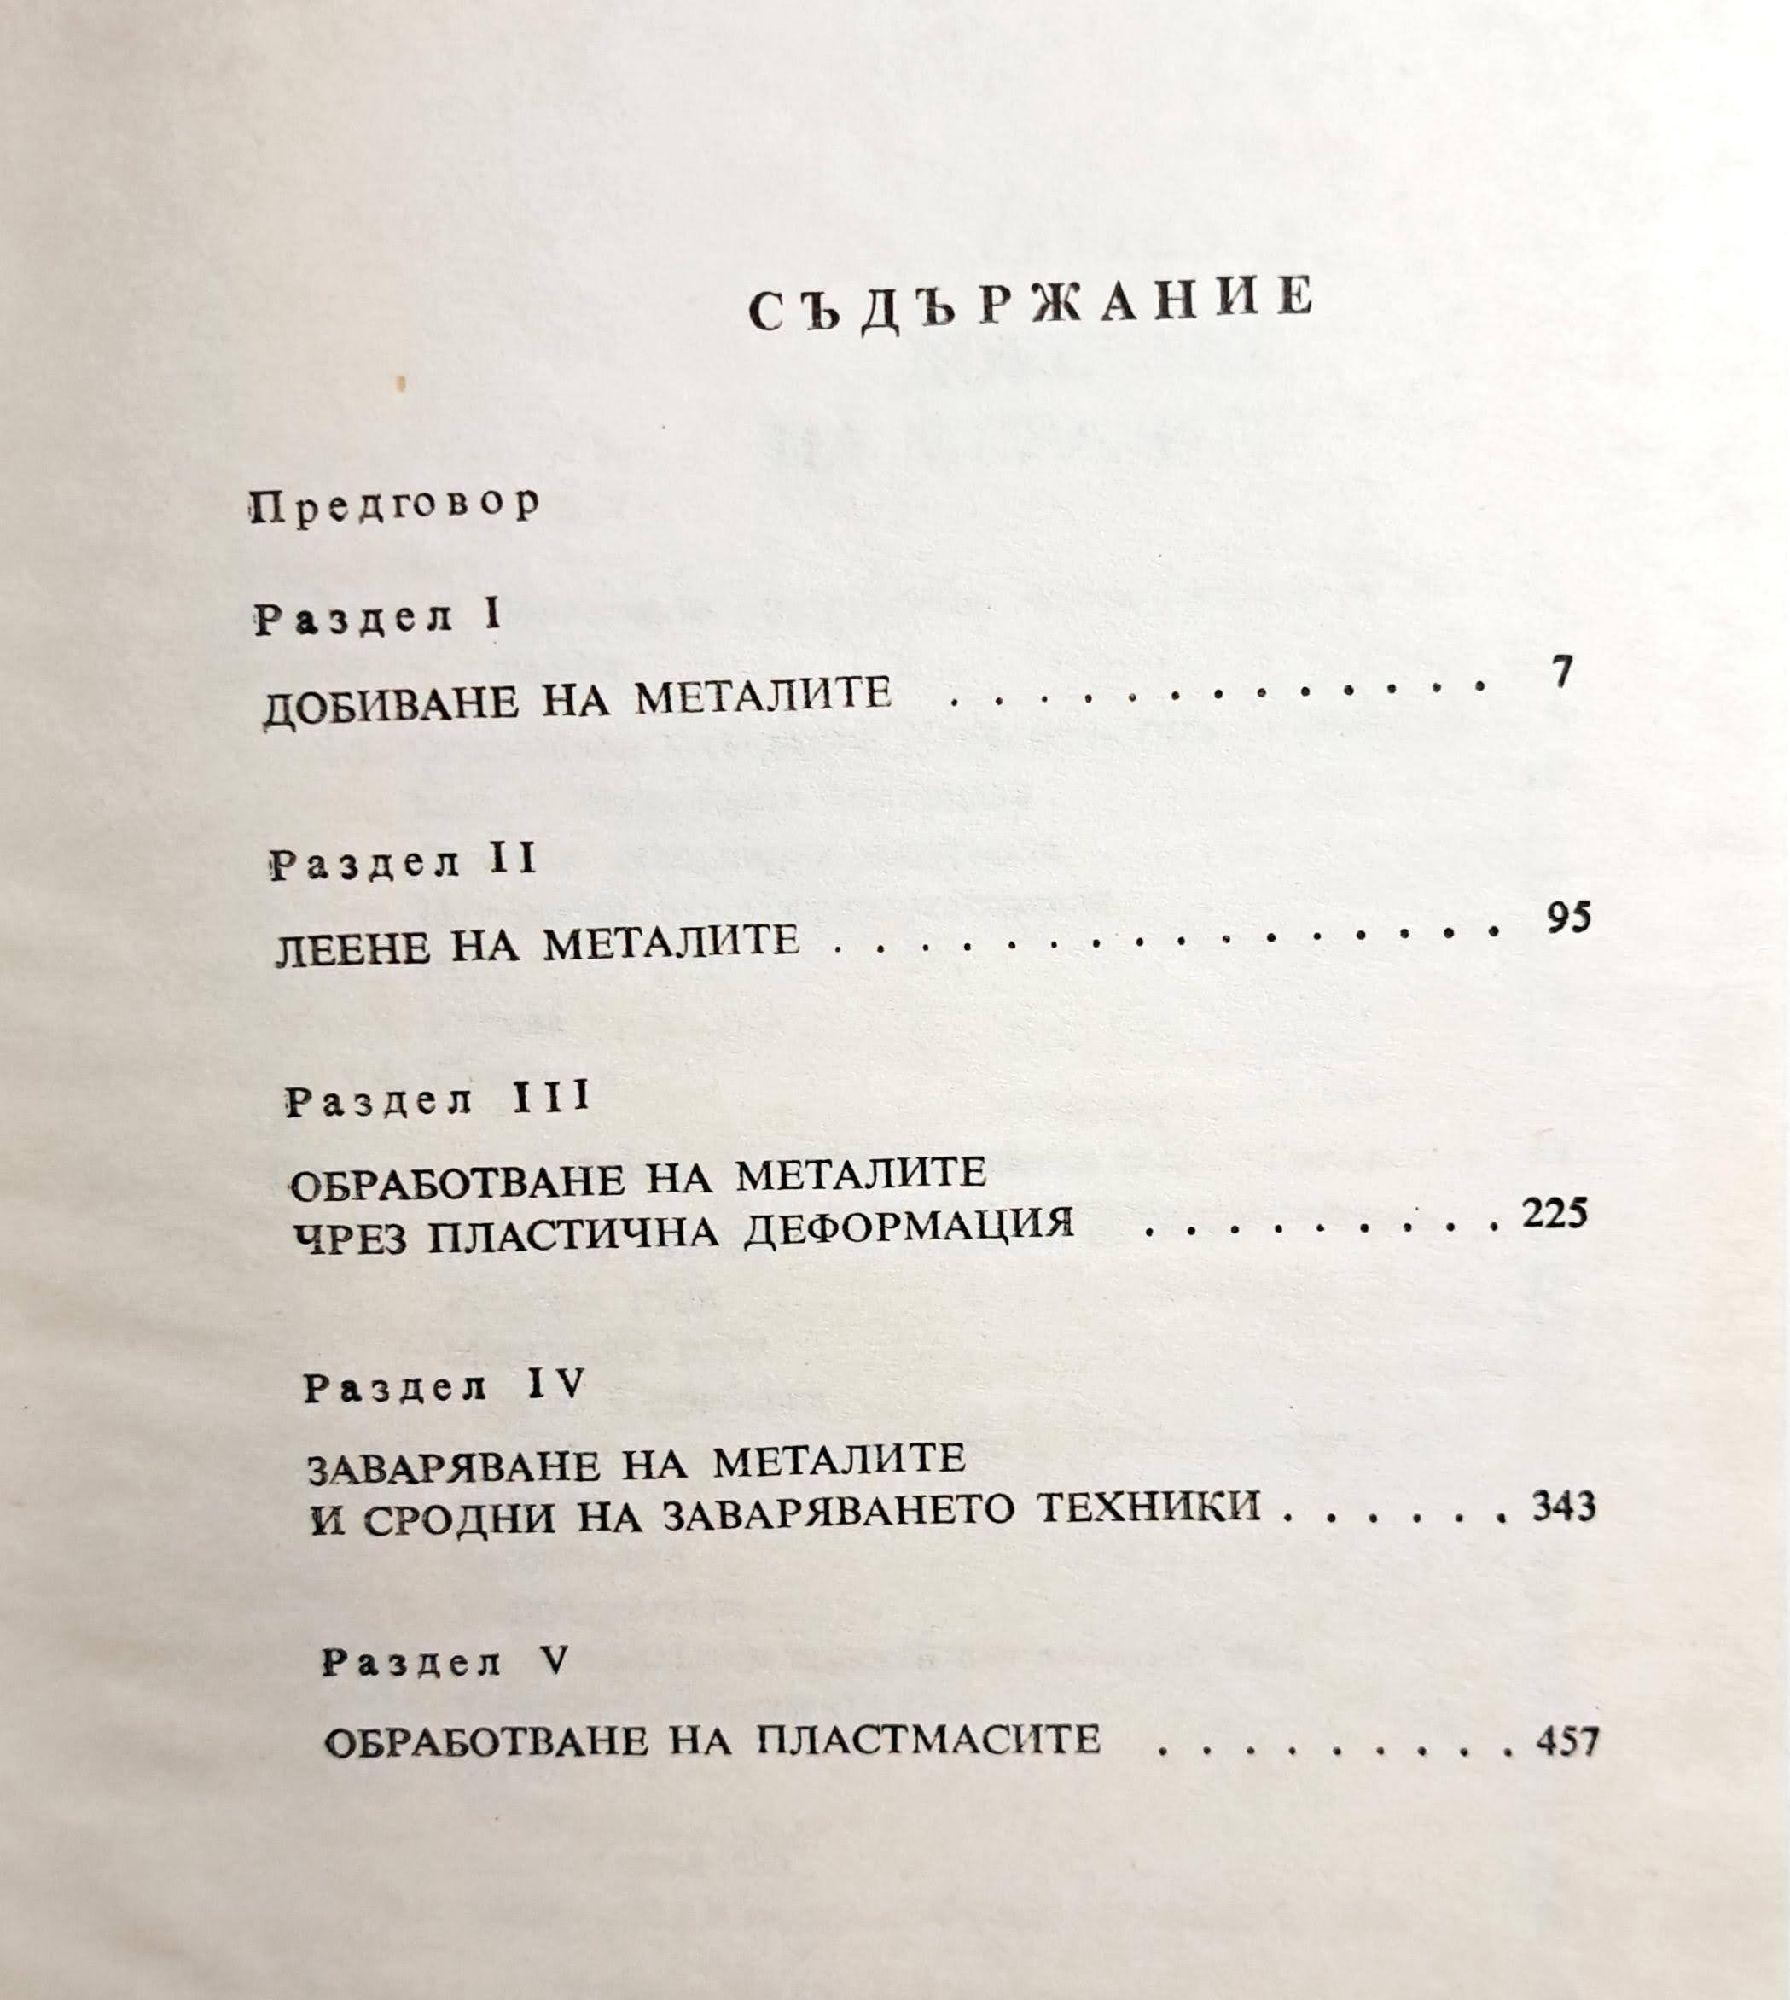 СЪДЪРЖАНИЕ
Предговор
Раздел I
ДОБИВАНЕ НА МЕТАЛИТЕ . . . . . . . . . . . . . 7
Раздел II
ЛЕЕНЕ НА МЕТАЛИТЕ . . . . . . . . . . . . . . . . 95
Раздел III
ОБРАБОТВАНЕ НА МЕТАЛИТЕ
ЧРЕЗ ПЛАСТИЧНА ДЕФОРМАЦИЯ . . . . . . . . . 225
Раздел IV
ЗАВАРЯВАНЕ НА МЕТАЛИТЕ
И СРОДНИ НА ЗАВАРЯВАНЕТО ТЕХНИКИ . . . . . . 343
Раздел V
ОБРАБОТВАНЕ НА ПЛАСТМАСИТЕ . . . . . . . . . 457